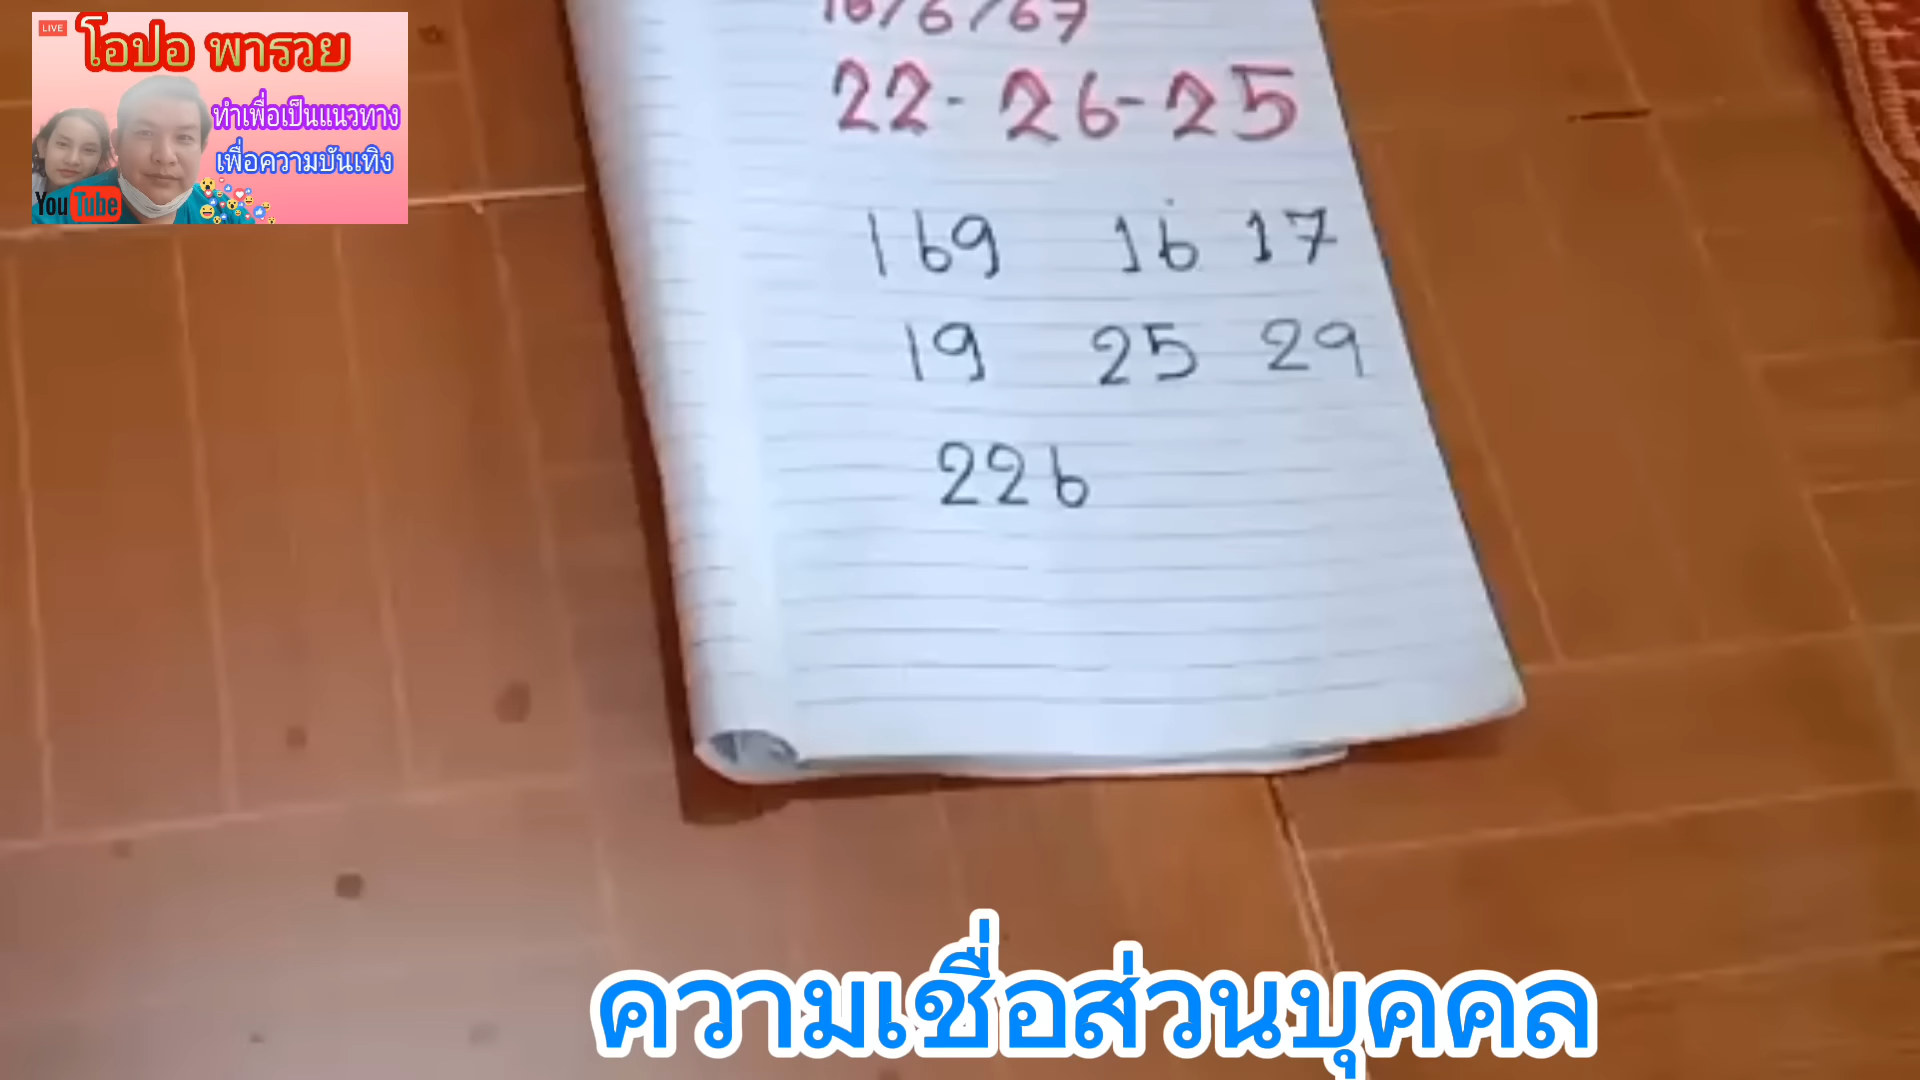 LIVE
โอปอ พารวย
ทำเพื่อเป็นแนวทาง
เพื่อความบันเทิง
YouTube
16/6/67
22-26-25
169 16 17
19 25 29
226
ความเชื่อส่วนบุคคล